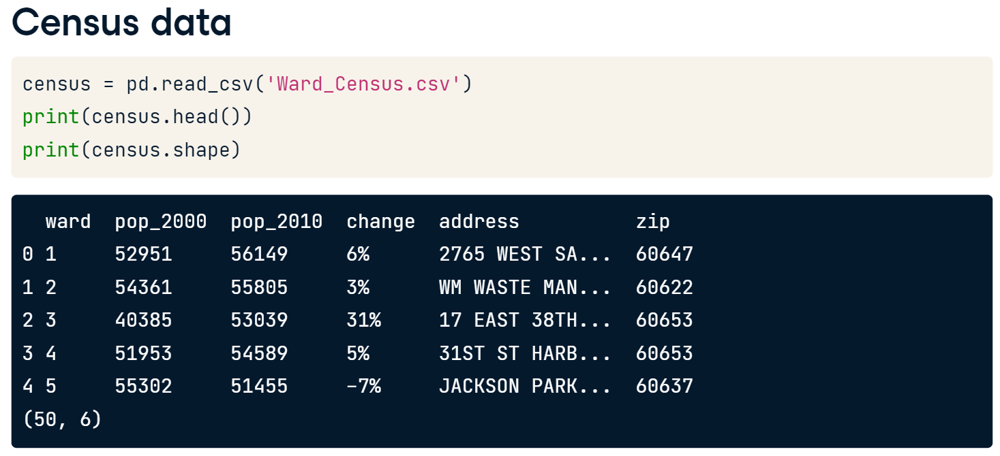 Census data
census = pd.read_csv('Ward_Census.csv')
print(census.head())
print(census.shape)
  ward  pop_2000  pop_2010  change  address          zip
0 1     52951     56149     6%      2765 WEST SA...  60647
1 2     54361     55805     3%      WM WASTE MAN...  60622
2 3     40385     53039     31%     17 EAST 38TH...  60653
3 4     51953     54589     5%      31ST ST HARB...  60653
4 5     55302     51455     -7%     JACKSON PARK...  60637
(50, 6)